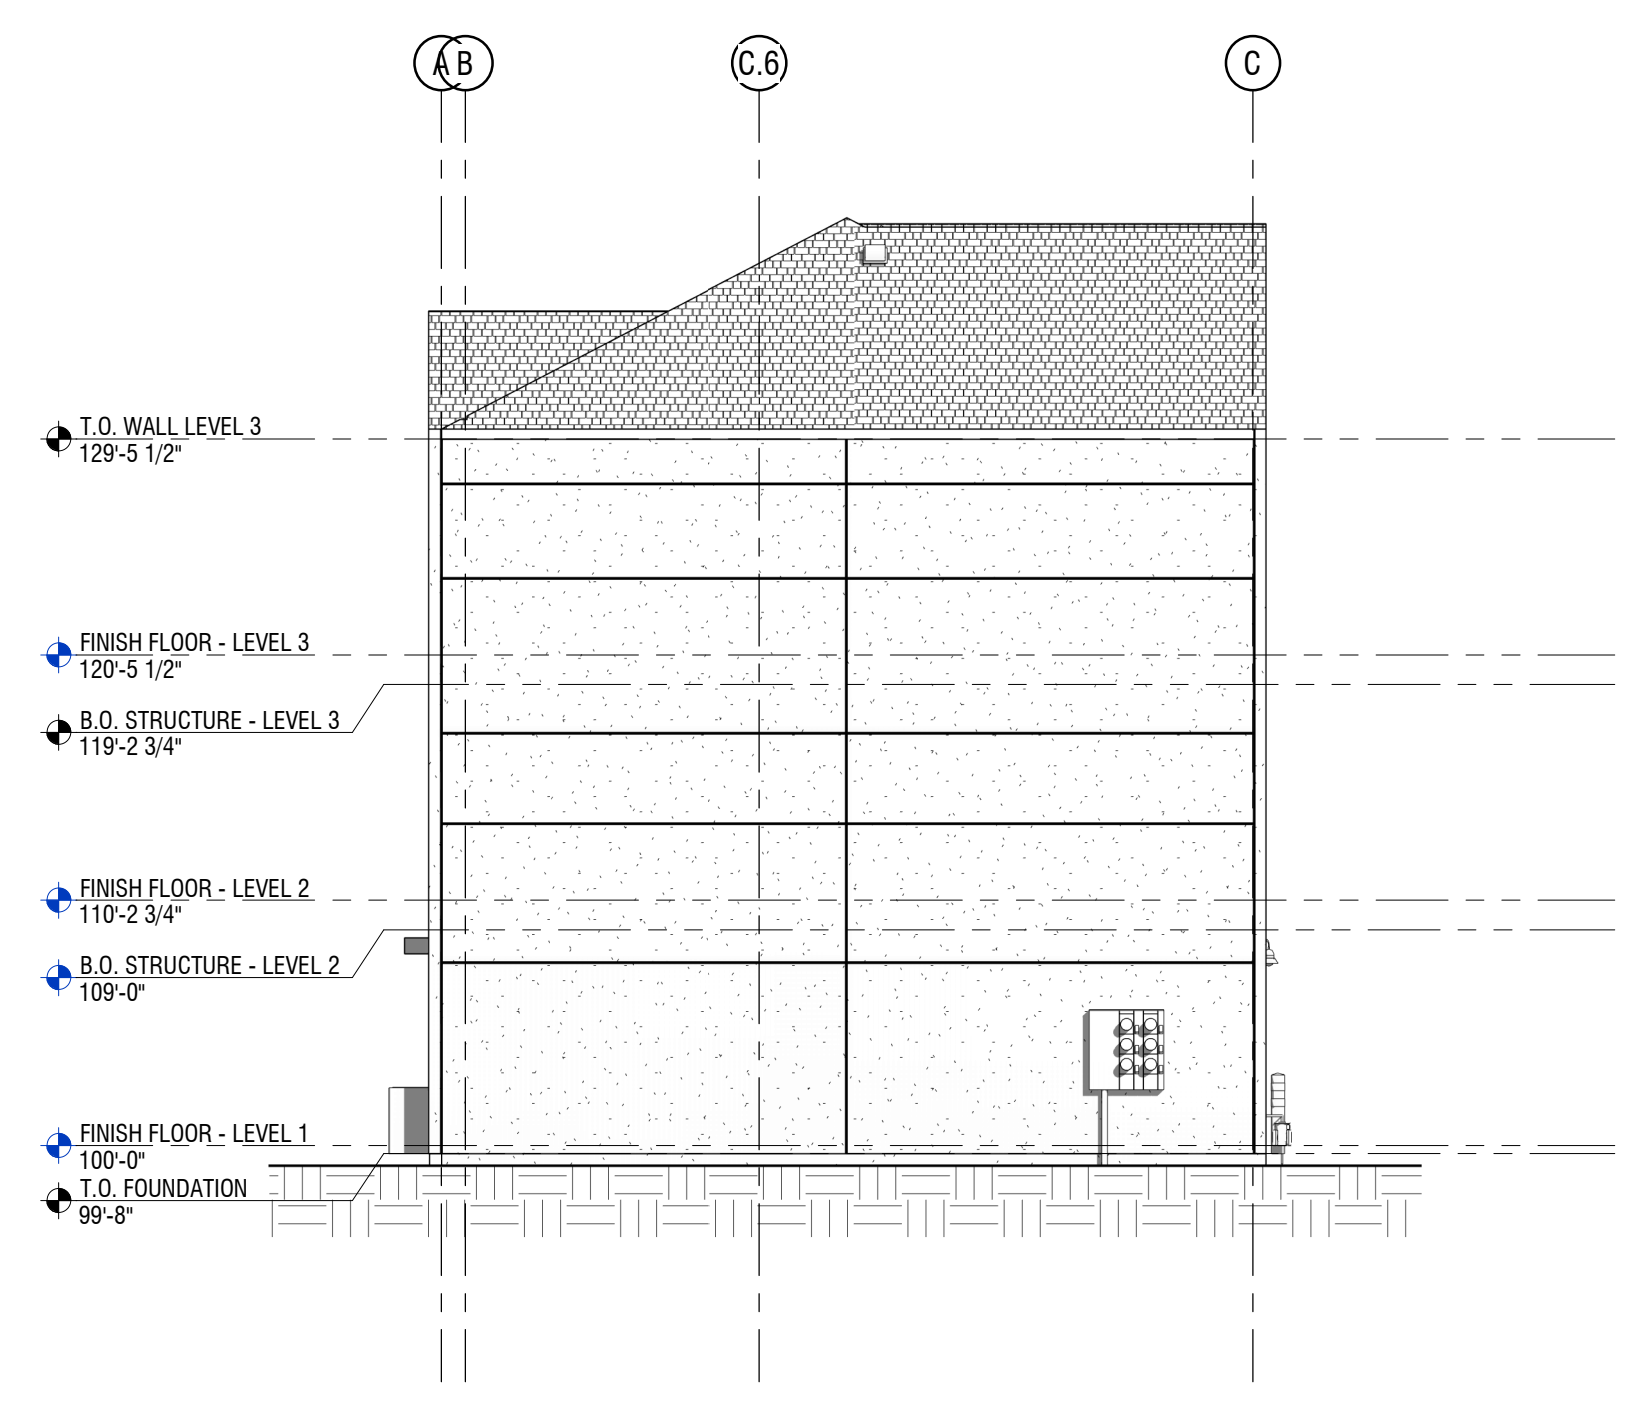 A B C.6 C
T.O. WALL LEVEL 3
129'-5 1/2"
FINISH FLOOR - LEVEL 3
120'-5 1/2"
B.O. STRUCTURE - LEVEL 3
119'-2 3/4"
FINISH FLOOR - LEVEL 2
110'-2 3/4"
B.O. STRUCTURE - LEVEL 2
109'-0"
FINISH FLOOR - LEVEL 1
100'-0"
T.O. FOUNDATION
99'-8"